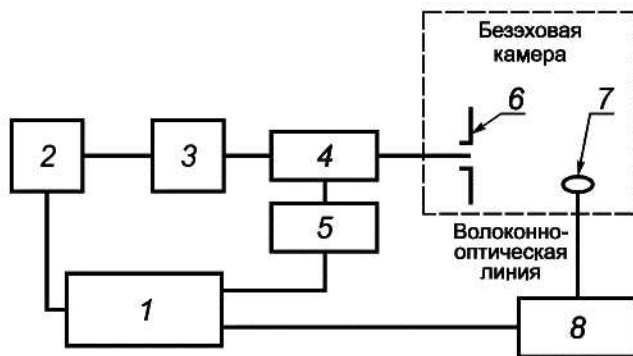 Безэховая
камера
6
7
2
3
4
5
Волоконно-
оптическая
линия
1
8